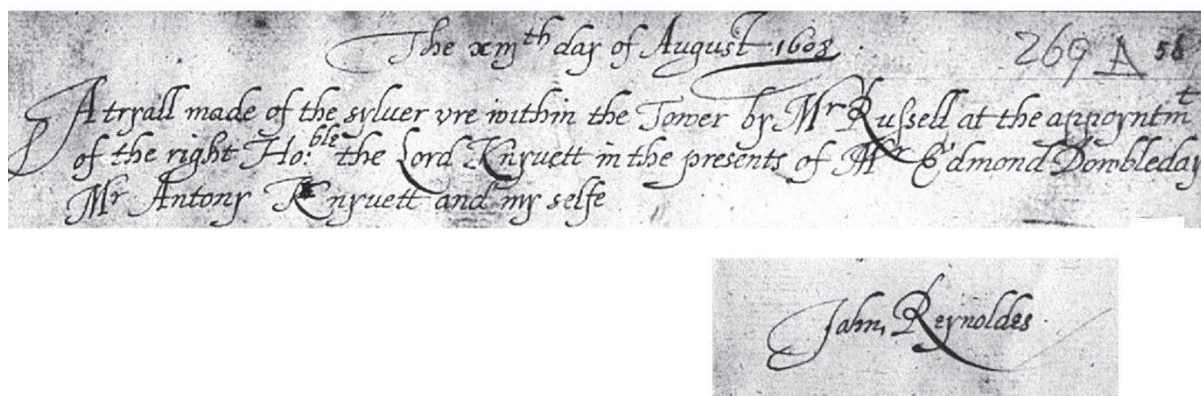 The xiijth day of August 1608
269 A 58
A tryall made of the syluer vre within the Tower by Mr Russell at the appoyntmt
of the right Ho:ble the Lord Knyuett in the presents of Mr Edmond Dowbleday
Mr Antony Knyuett and my selfe
John Reynoldes